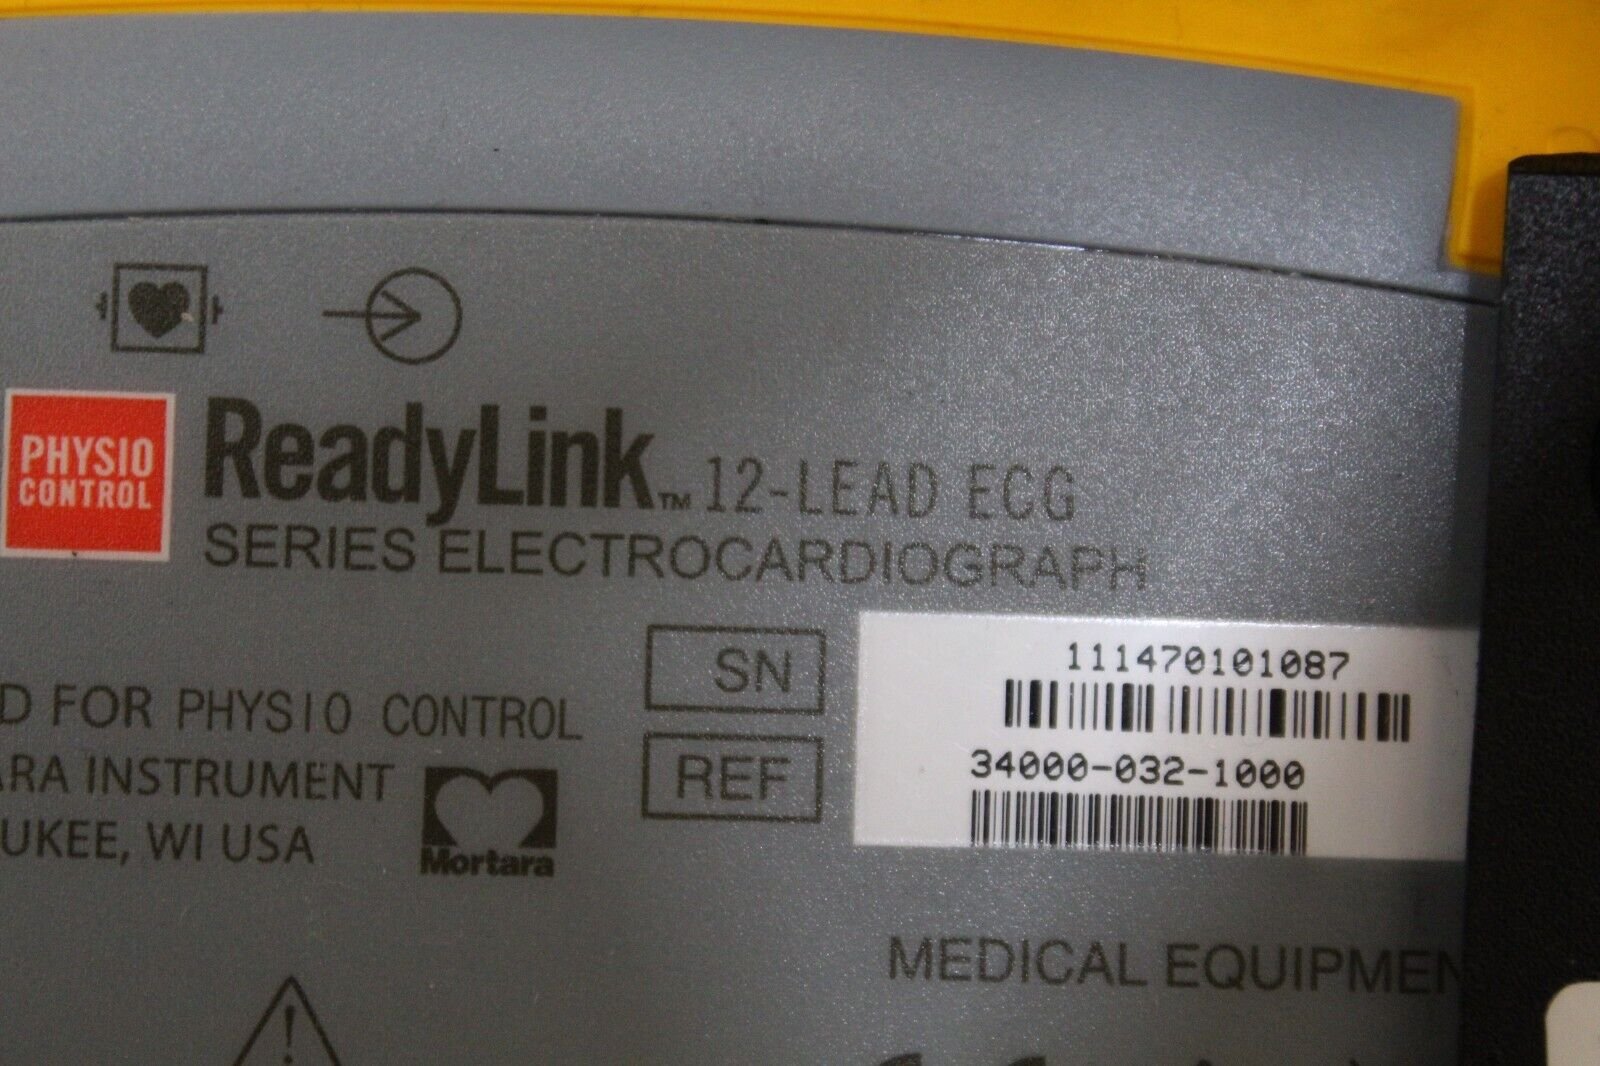 PHYSIO
CONTROL
ReadyLink™ 12-LEAD ECG
SERIES ELECTROCARDIOGRAPH
SN
111470101087
REF
34000-032-1000
D FOR PHYSIO CONTROL
ARA INSTRUMENT
UKEE, WI USA
Mortara
MEDICAL EQUIPMEN
!